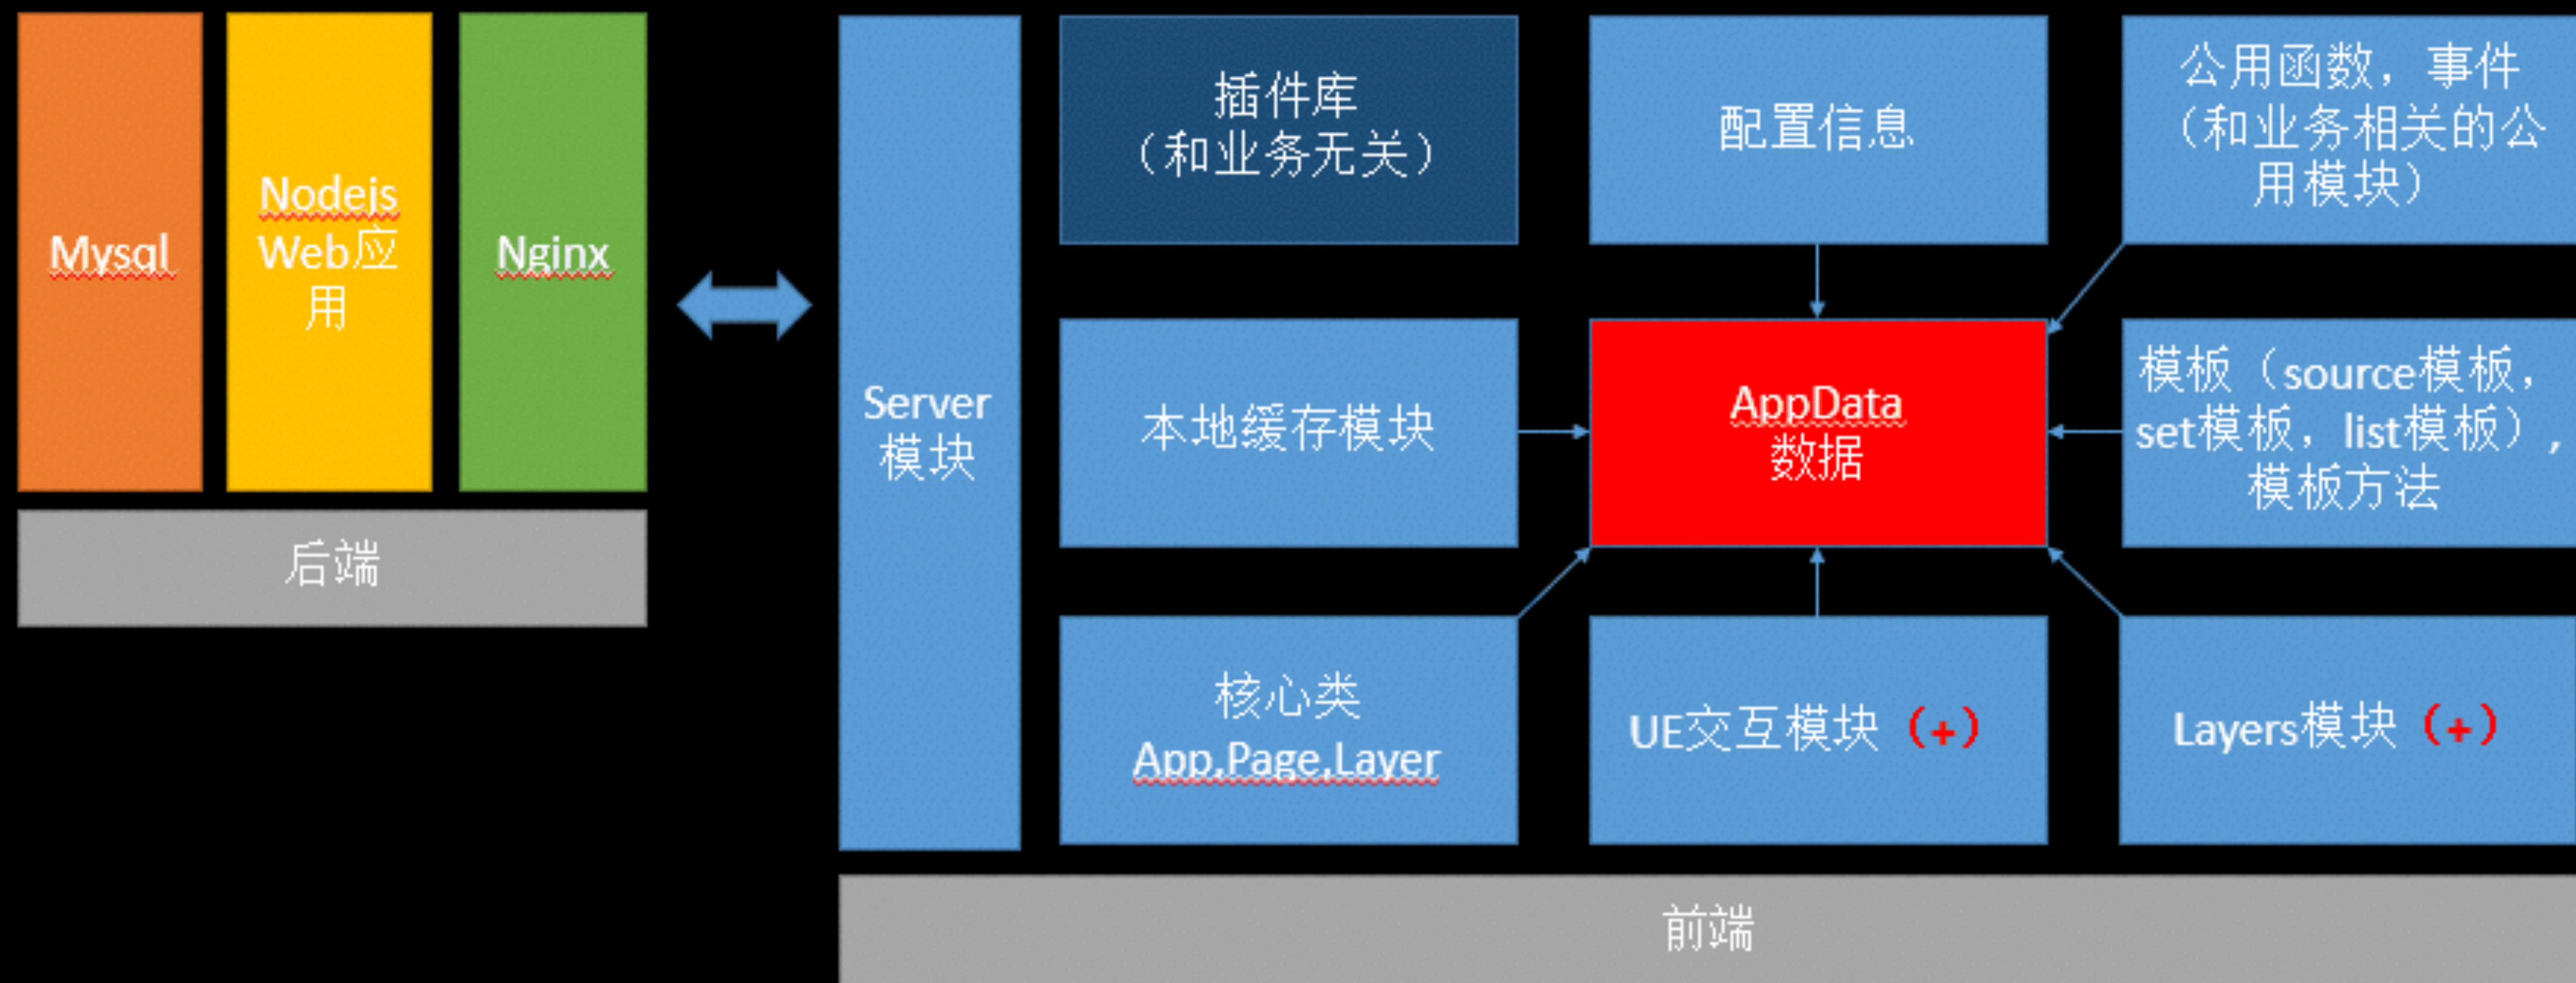 Mysql
Nodejs
Web应
用
Nginx
后端
Server
模块
插件库
（和业务无关）
配置信息
公用函数，事件
（和业务相关的公
用模块）
本地缓存模块
AppData
数据
模板（source模板，
set模板，list模板），
模板方法
核心类
App,Page,Layer
UE交互模块（+）
Layers模块（+）
前端